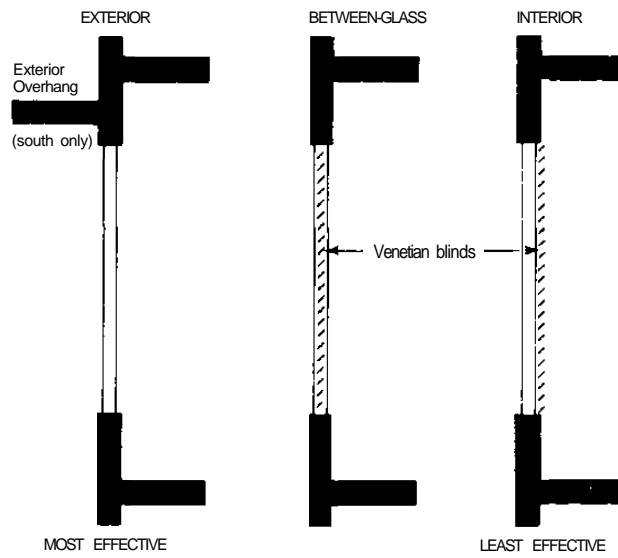 EXTERIOR
BETWEEN-GLASS
INTERIOR
Exterior
Overhang
(south only)
Venetian blinds
MOST EFFECTIVE
LEAST EFFECTIVE